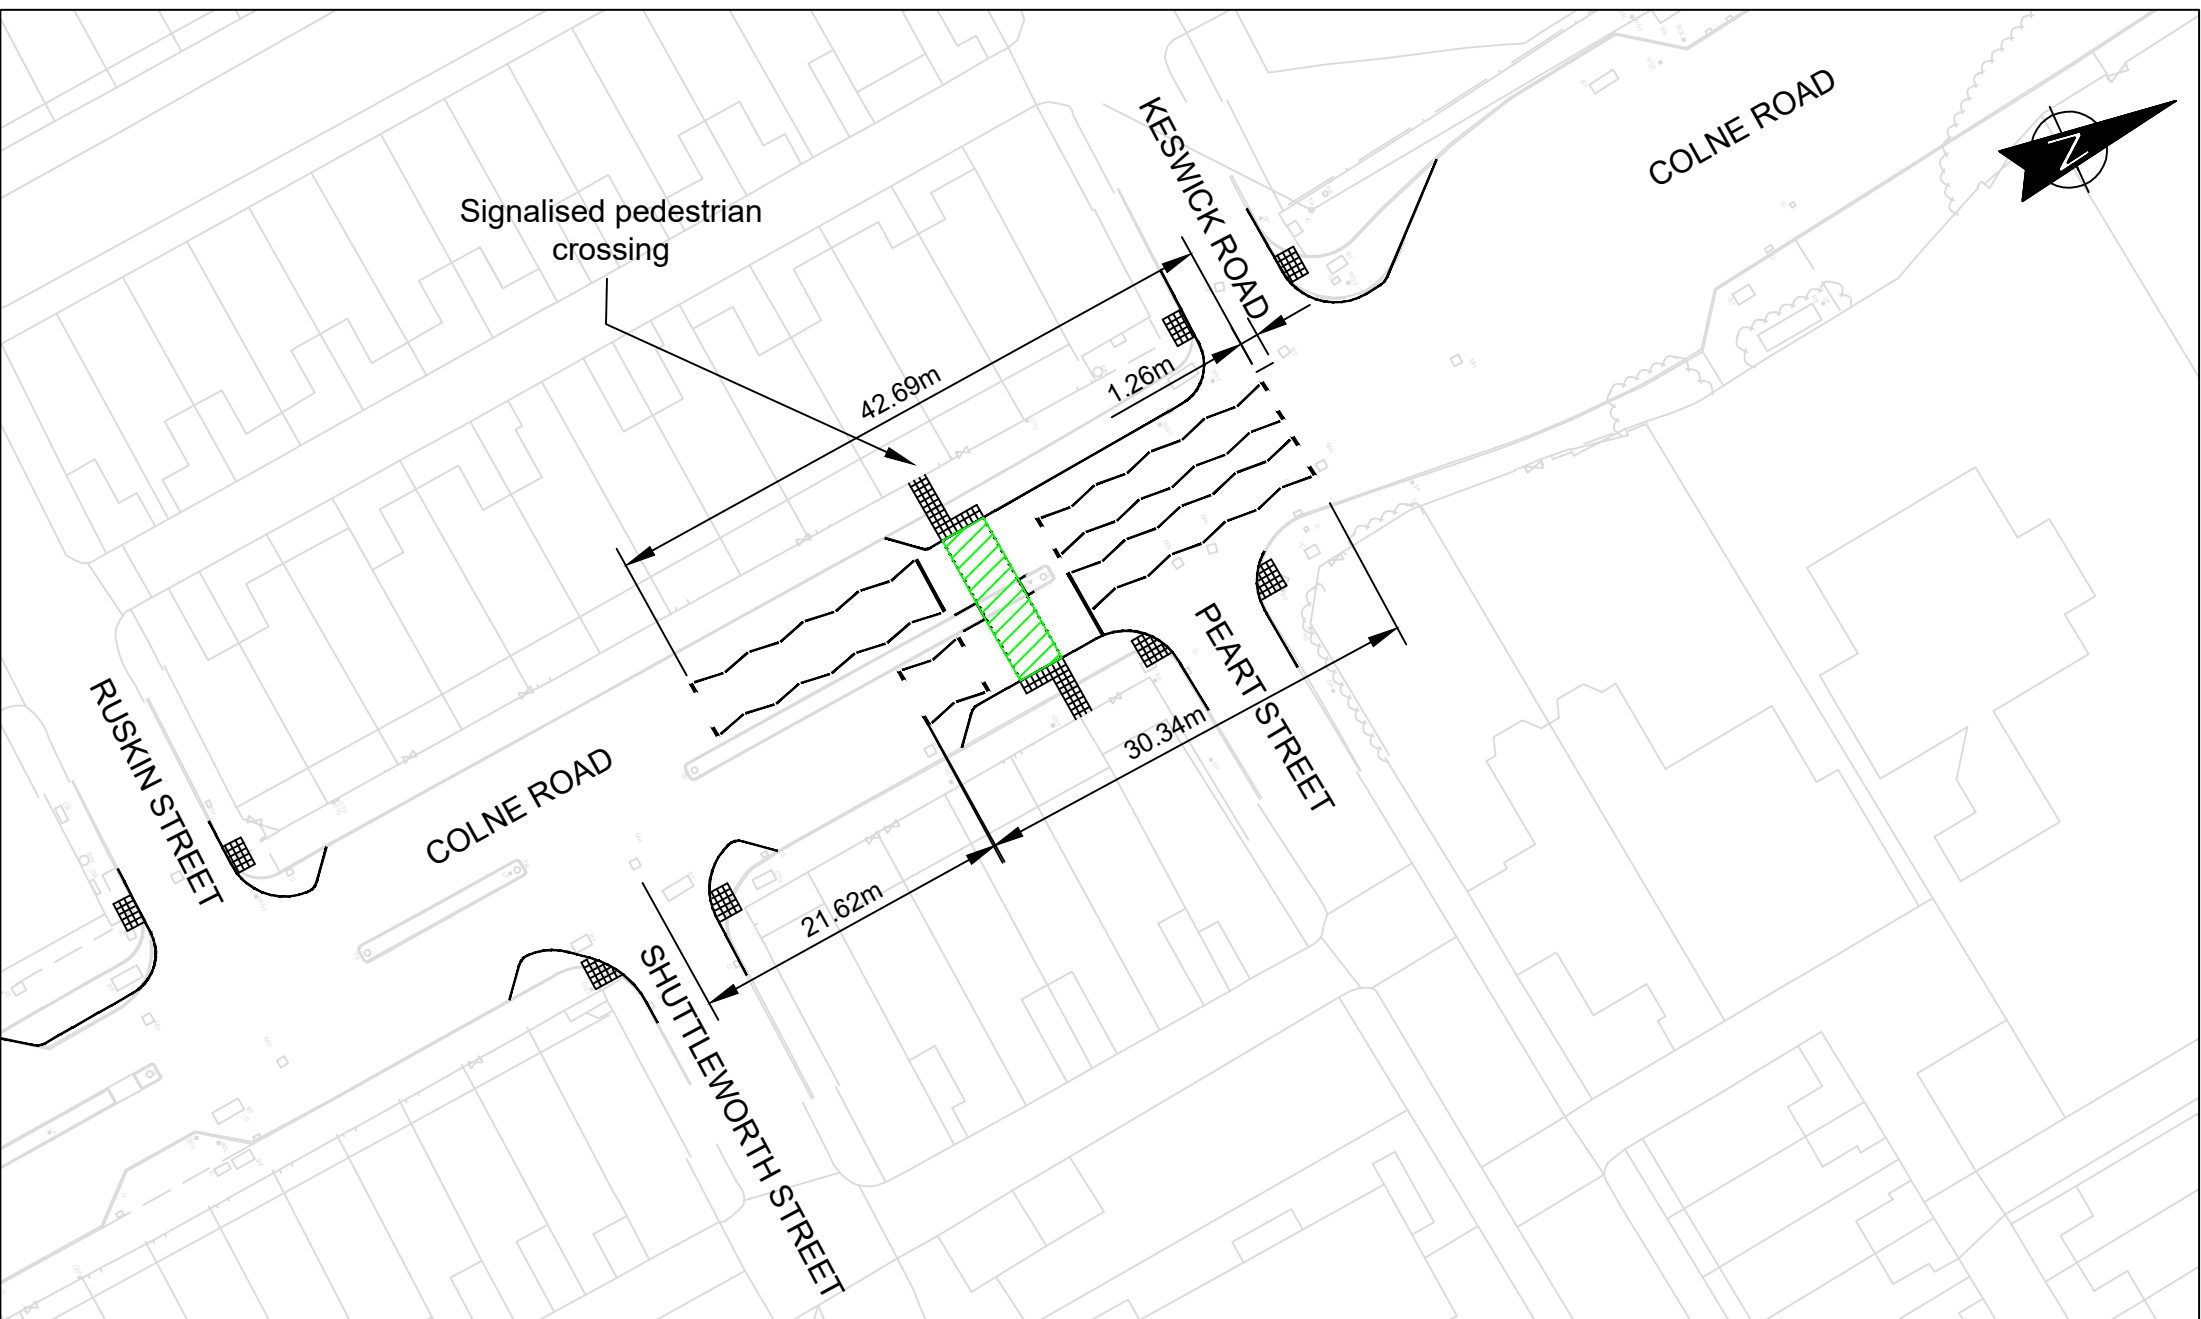 COLNE ROAD
KESWICK ROAD
N
Signalised pedestrian
crossing
42.69m
1.26m
PEART STREET
RUSKIN STREET
COLNE ROAD
30.34m
21.62m
SHUTTLEWORTH STREET